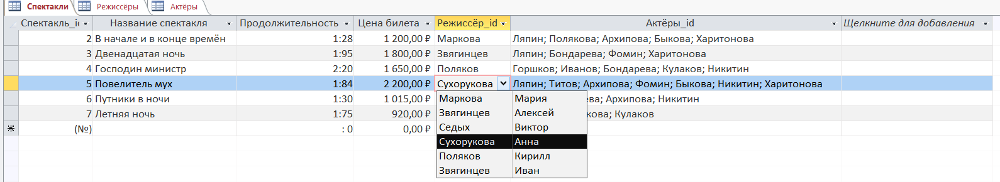 Спектакли Режиссёры Актёры
Спектакль_id Название спектакля Продолжительность Цена билета Режиссёр_id Актёры_id Щелкните для добавления
2 В начале и в конце времён 1:28 1 200,00 ₽ Маркова Ляпин; Полякова; Архипова; Быкова; Харитонова
3 Двенадцатая ночь 1:95 1 800,00 ₽ Звягинцев Ляпин; Бондарева; Фомин; Харитонова
4 Господин министр 2:20 1 650,00 ₽ Поляков Горшков; Иванов; Бондарева; Кулаков; Никитин
5 Повелитель мух 1:84 2 200,00 ₽ Сухорукова Ляпин; Титов; Архипова; Фомин; Быкова; Никитин; Харитонова
6 Путники в ночи 1:30 1 015,00 ₽ Маркова Мария ева; Архипова; Никитин
7 Летняя ночь 1:75 920,00 ₽ Звягинцев Алексей кова; Кулаков
(№) : 0 0,00 ₽ Седых Виктор
Сухорукова Анна
Поляков Кирилл
Звягинцев Иван